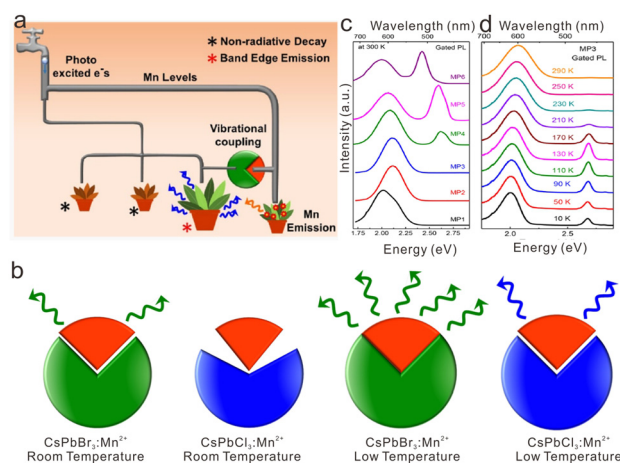 a
* Non-radiative Decay
* Band Edge Emission
Photo
excited e⁻s
Mn Levels
Vibrational
coupling
*
*
*
Mn
Emission
c
Wavelength (nm)
700 600 500
at 300 K
Gated PL
MP6
MP5
MP4
MP3
MP2
MP1
Intensity (a.u.)
1.75 2.00 2.25 2.50 2.75
Energy (eV)
d
Wavelength (nm)
600 500
MP3
Gated PL
290 K
250 K
230 K
210 K
170 K
130 K
110 K
90 K
50 K
10 K
2.0 2.5
Energy (eV)
b
CsPbBr₃:Mn²⁺
Room Temperature
CsPbCl₃:Mn²⁺
Room Temperature
CsPbBr₃:Mn²⁺
Low Temperature
CsPbCl₃:Mn²⁺
Low Temperature